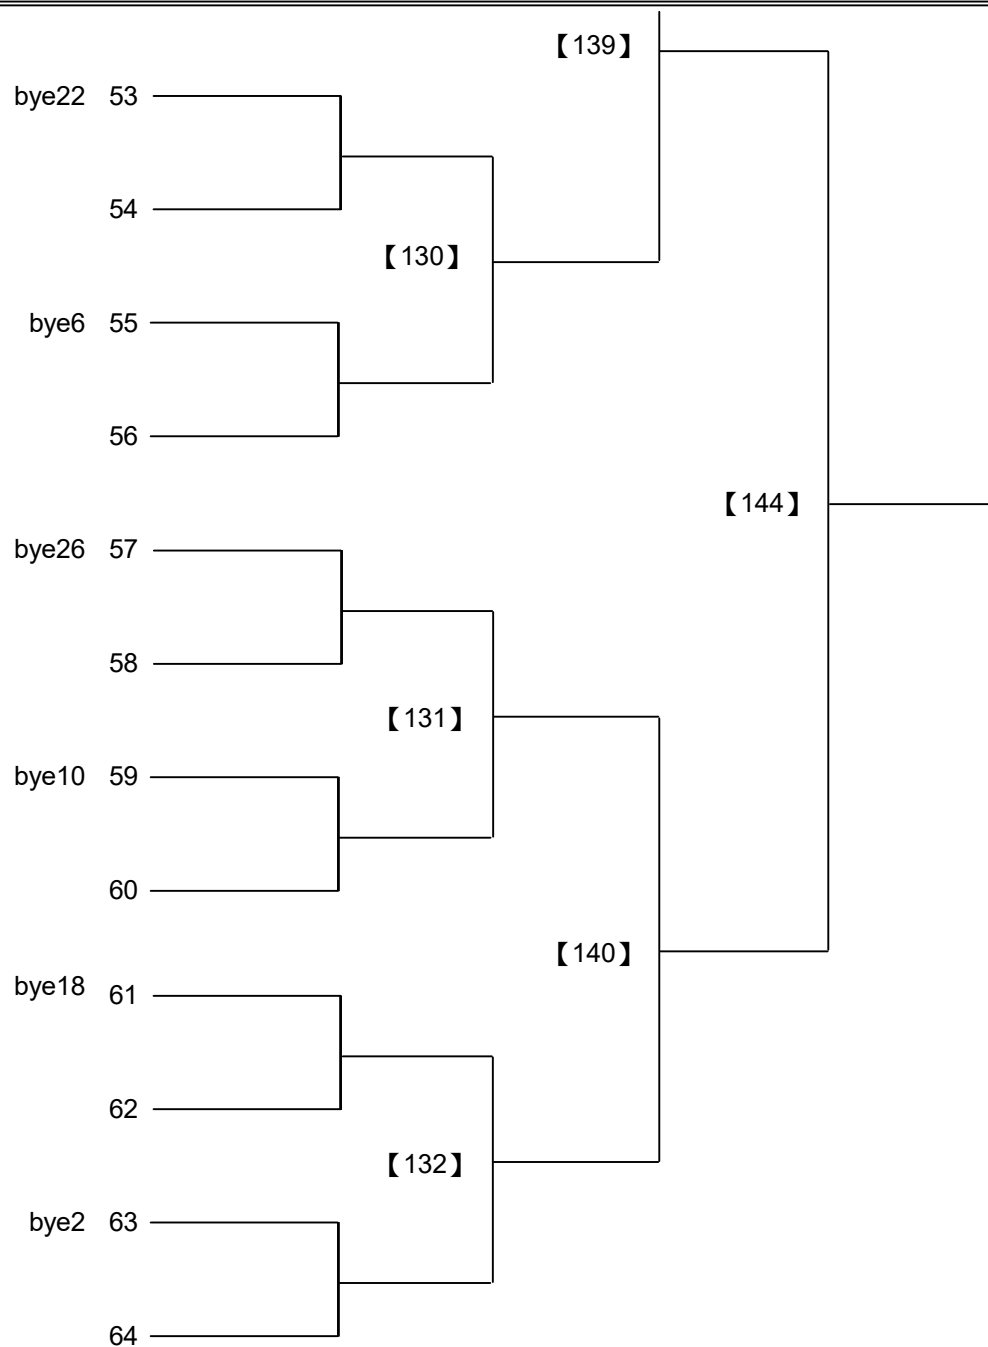 【139】
bye22 53
54
【130】
bye6 55
56
【144】
bye26 57
58
【131】
bye10 59
60
【140】
bye18 61
62
【132】
bye2 63
64